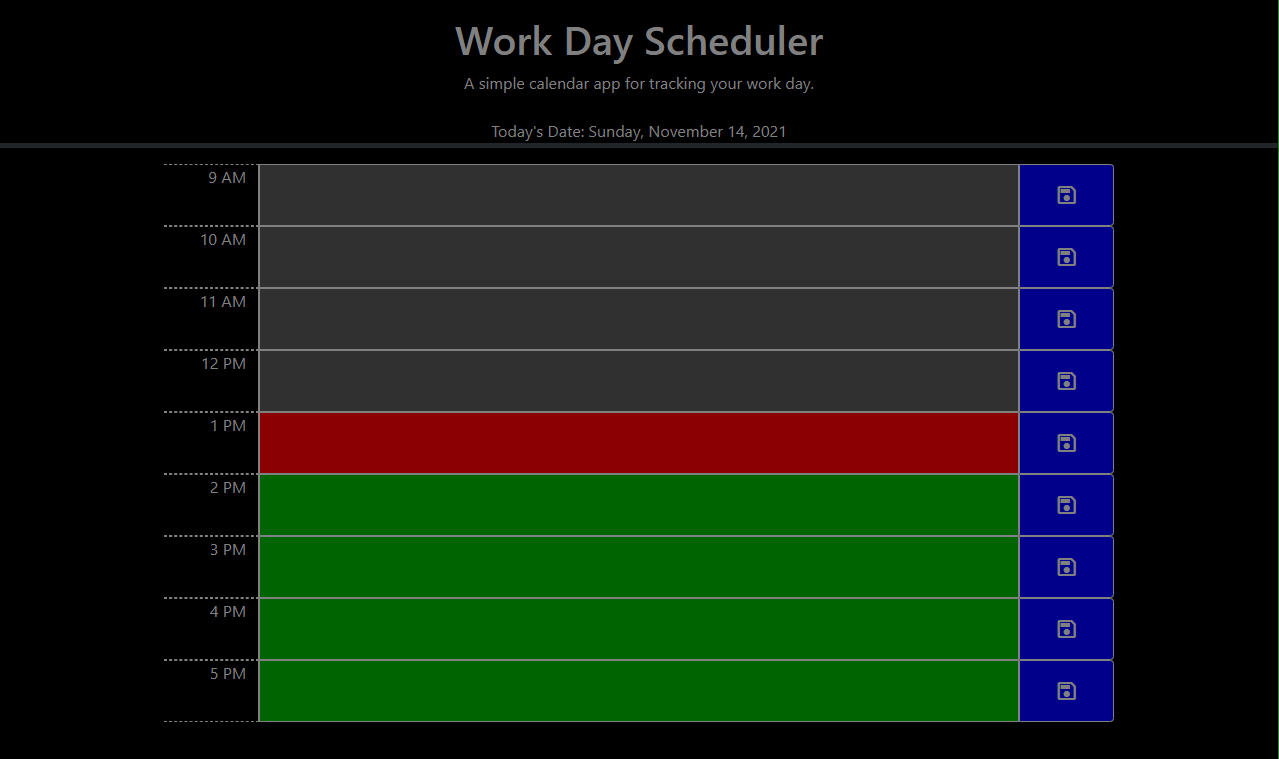 Work Day Scheduler
A simple calendar app for tracking your work day.
Today's Date: Sunday, November 14, 2021
9 AM
10 AM
11 AM
12 PM
1 PM
2 PM
3 PM
4 PM
5 PM